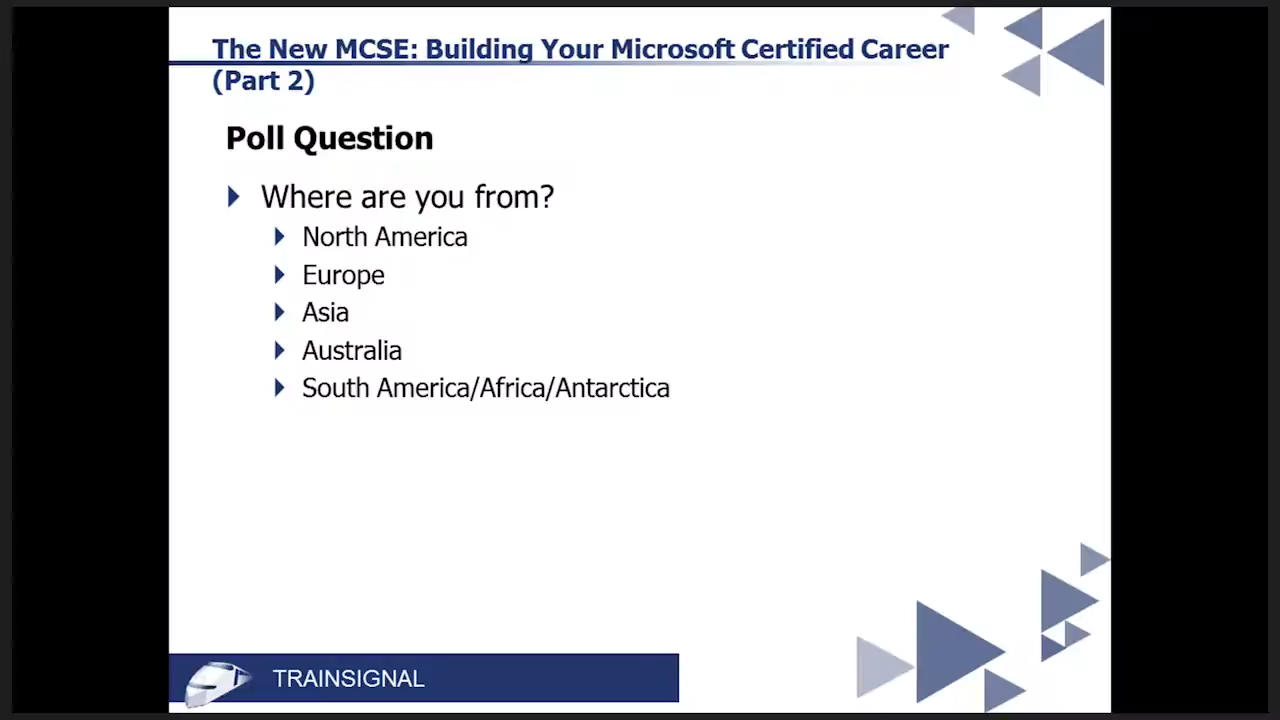 The New MCSE: Building Your Microsoft Certified Career
(Part 2)
Poll Question
Where are you from?
North America
Europe
Asia
Australia
South America/Africa/Antarctica
TRAINSIGNAL